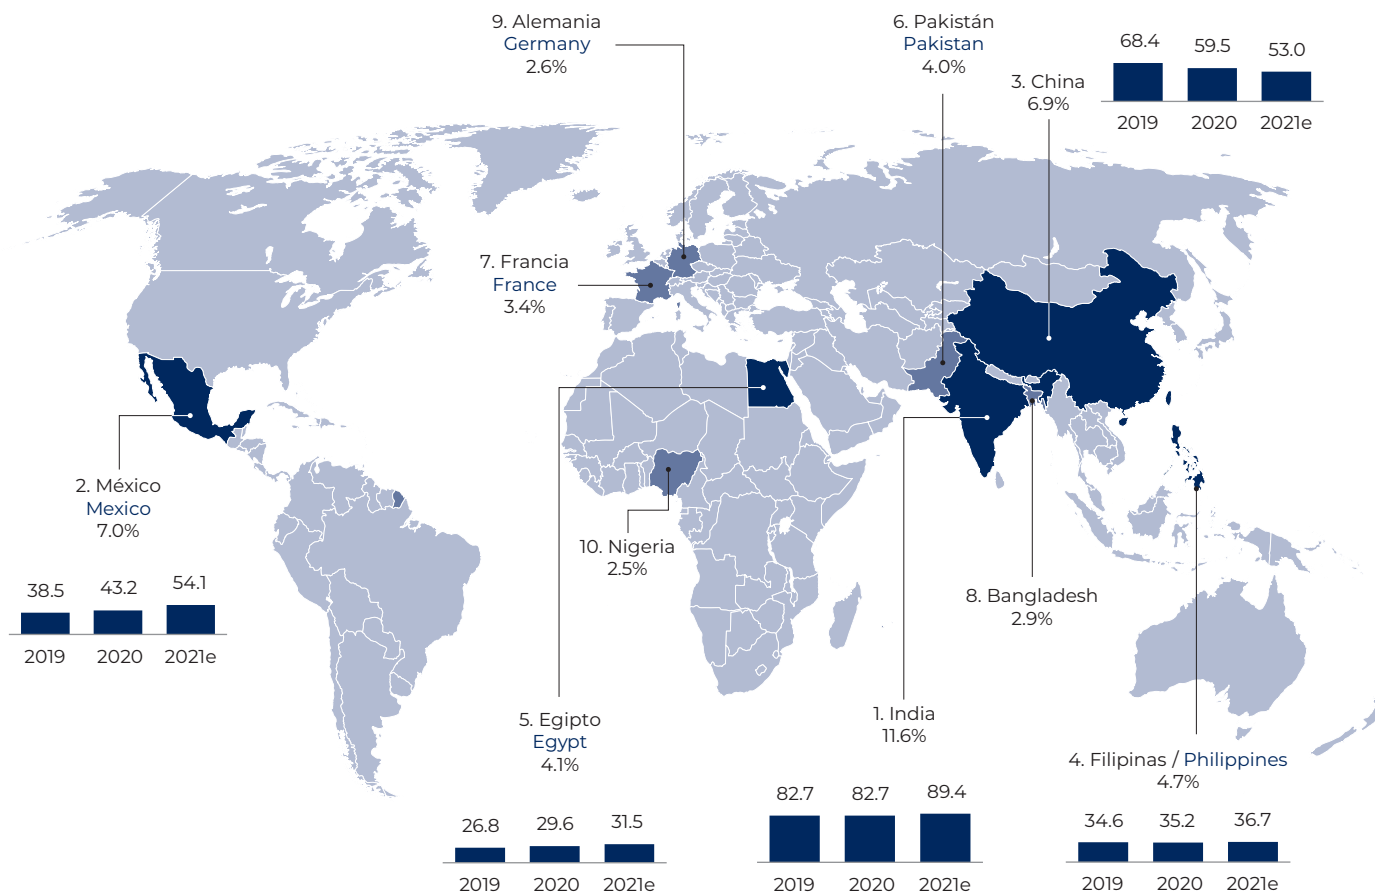 9. Alemania
Germany
2.6%
6. Pakistán
Pakistan
4.0%
3. China
6.9%
68.4 59.5 53.0
2019 2020 2021e
7. Francia
France
3.4%
2. México
Mexico
7.0%
38.5 43.2 54.1
2019 2020 2021e
10. Nigeria
2.5%
8. Bangladesh
2.9%
5. Egipto
Egypt
4.1%
26.8 29.6 31.5
2019 2020 2021e
1. India
11.6%
82.7 82.7 89.4
2019 2020 2021e
4. Filipinas / Philippines
4.7%
34.6 35.2 36.7
2019 2020 2021e